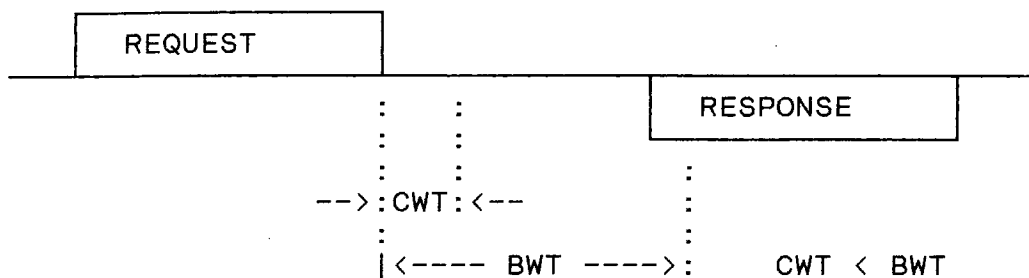 REQUEST
RESPONSE
-->:CWT:<--
|<---- BWT ---->: CWT < BWT